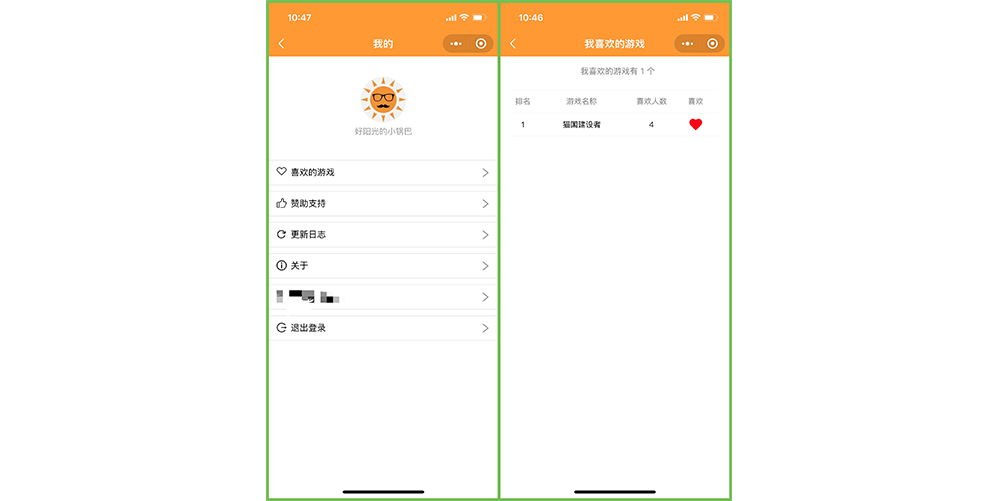 10:47
我的
好阳光的小锅巴
喜欢的游戏
赞助支持
更新日志
关于
退出登录
10:46
我喜欢的游戏
我喜欢的游戏有 1 个
排名 游戏名称 喜欢人数 喜欢
1 猫国建设者 4